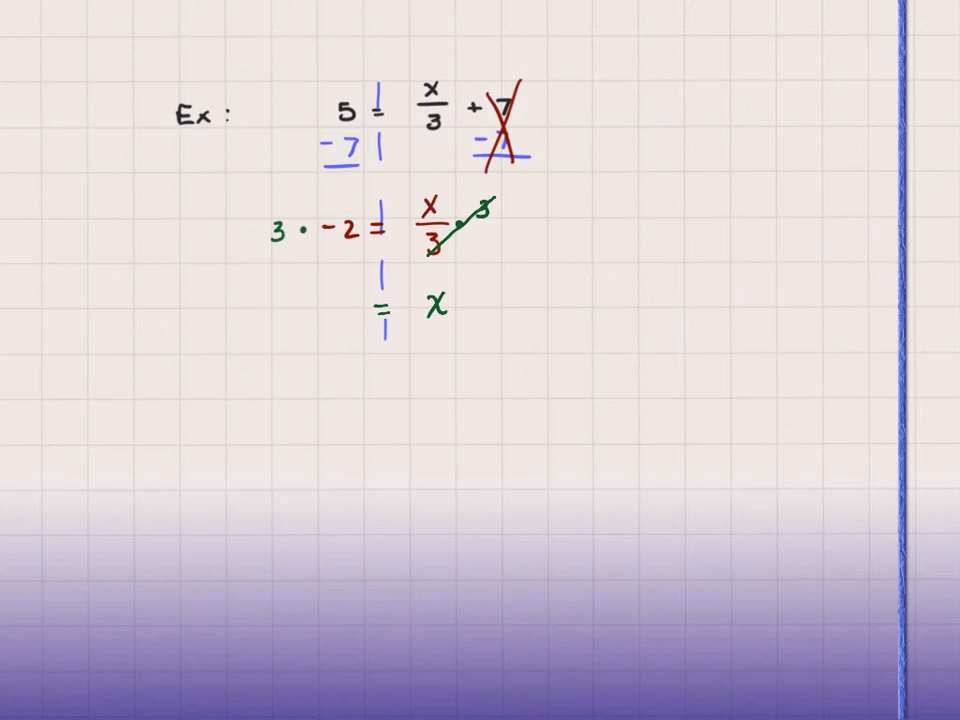 Ex : 5 = x/3 + 7
- 7 - 7
3 · - 2 = x/3 · 3
= x